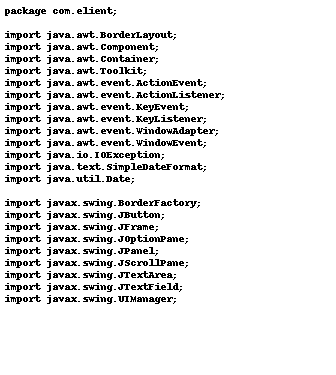 package com.elient;
import java.awt.BorderLayout;
import java.awt.Component;
import java.awt.Container;
import java.awt.Toolkit;
import java.awt.event.ActionEvent;
import java.awt.event.ActionListener;
import java.awt.event.KeyEvent;
import java.awt.event.KeyListener;
import java.awt.event.WindowAdapter;
import java.awt.event.WindowEvent;
import java.io.IOException;
import java.text.SimpleDateFormat;
import java.util.Date;
import javax.swing.BorderFactory;
import javax.swing.JButton;
import javax.swing.JFrame;
import javax.swing.JOptionPane;
import javax.swing.JPanel;
import javax.swing.JScrollPane;
import javax.swing.JTextArea;
import javax.swing.JTextField;
import javax.swing.UIManager;